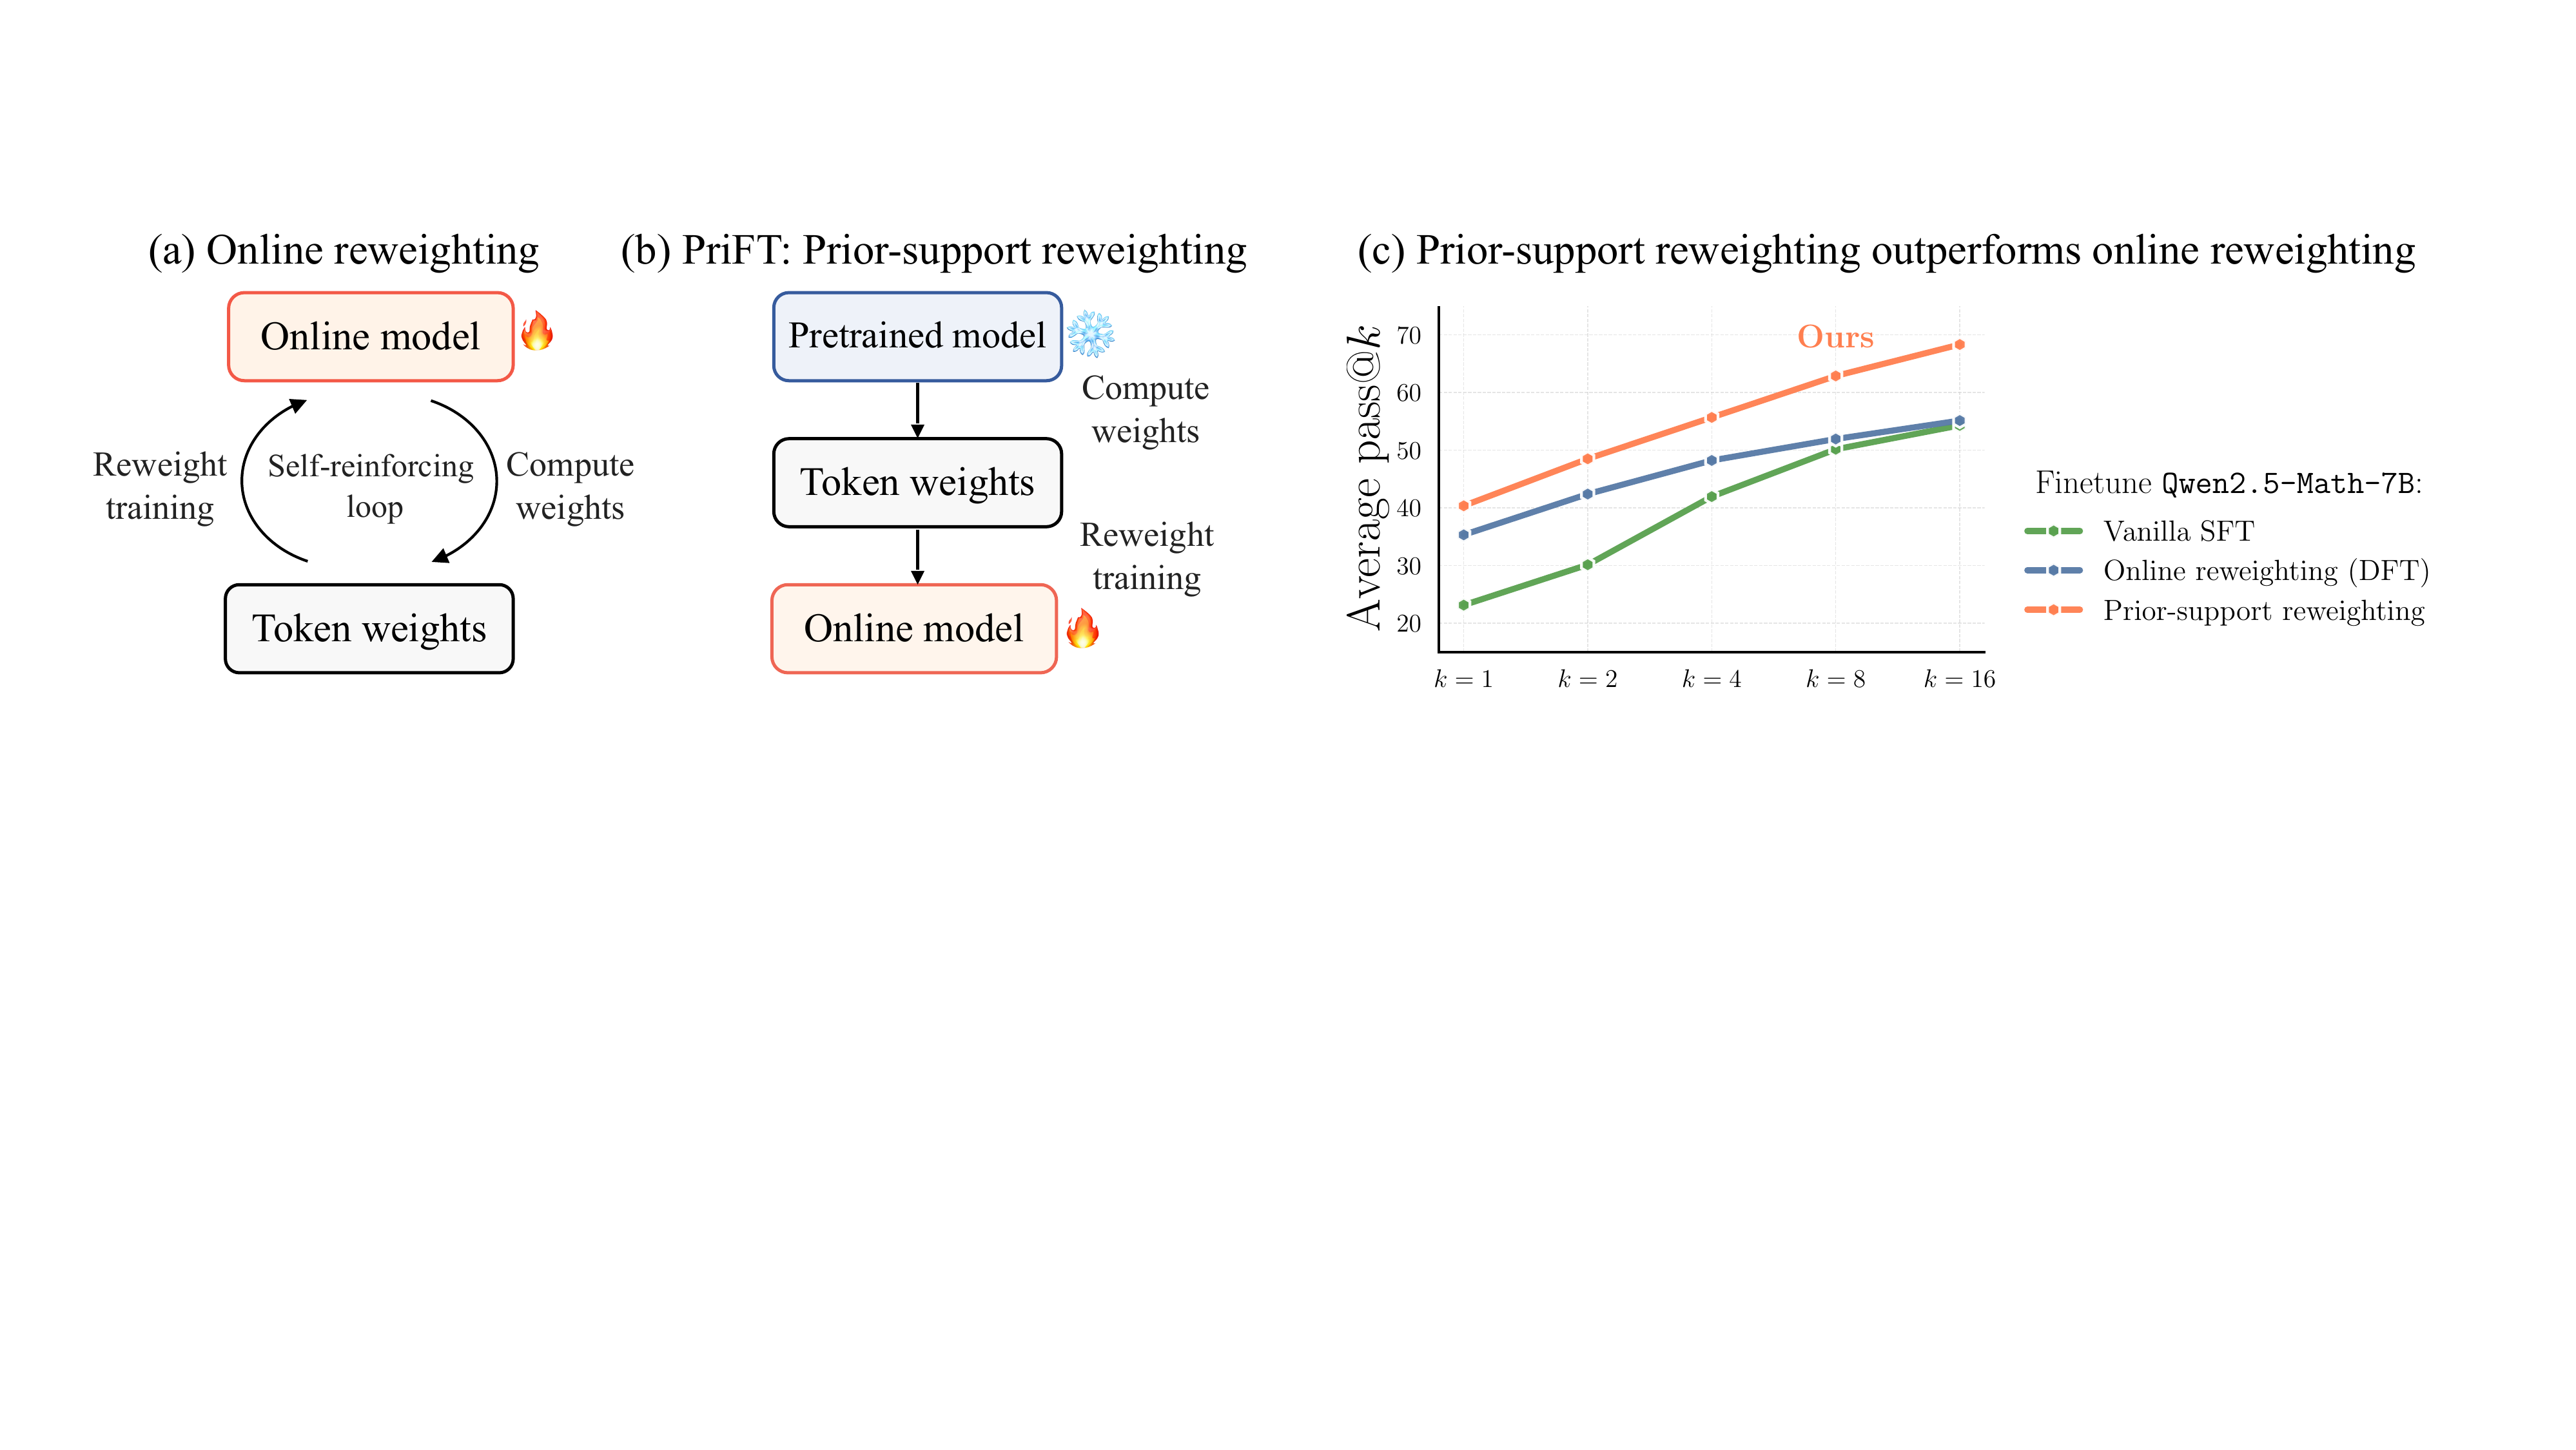 (a) Online reweighting
Online model
Reweight
training
Self-reinforcing
loop
Compute
weights
Token weights
(b) PriFT: Prior-support reweighting
Pretrained model
Compute
weights
Token weights
Reweight
training
Online model
(c) Prior-support reweighting outperforms online reweighting
Average pass@k
70
60
50
40
30
20
Ours
k = 1
k = 2
k = 4
k = 8
k = 16
Finetune Qwen2.5-Math-7B:
Vanilla SFT
Online reweighting (DFT)
Prior-support reweighting